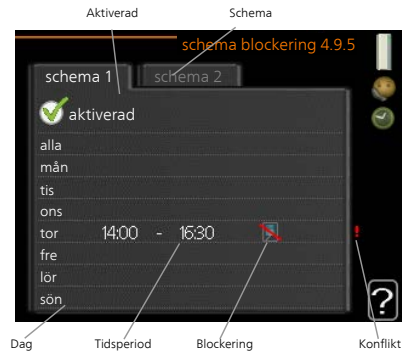 Aktiverad Schema
schema blockering 4.9.5
schema 1 schema 2
aktiverad
alla
mån
tis
ons
tor 14:00 - 16:30 !
fre
lör
sön
?
Dag Tidsperiod Blockering Konflikt